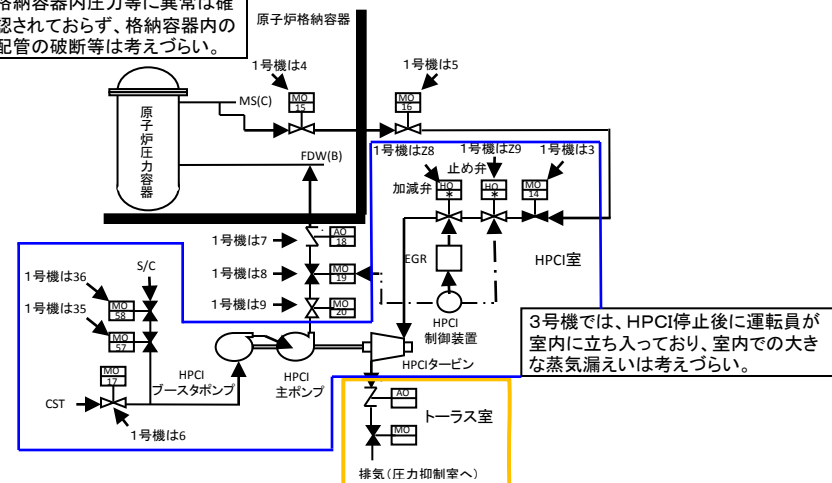 格納容器内圧力等に異常は確
認されておらず、格納容器内の
配管の破断等は考えづらい。
原子炉格納容器
1号機は4
1号機は5
MO
15
MO
16
MS(C)
原子炉圧力容器
FDW(B)
1号機はZ8
1号機はZ9
1号機は3
止め弁
加減弁
HO
*
HO
*
MO
14
1号機は7
AO
18
EGR
HPCI室
1号機は8
MO
19
1号機は36
S/C
1号機は35
MO
58
1号機は9
MO
20
HPCI
制御装置
MO
57
3号機では、HPCI停止後に運転員が
室内に立ち入っており、室内での大き
な蒸気漏えいは考えづらい。
MO
17
HPCI
ブースタポンプ
HPCI
主ポンプ
HPCIタービン
CST
AO
トーラス室
1号機は6
MO
排気(圧力抑制室へ)